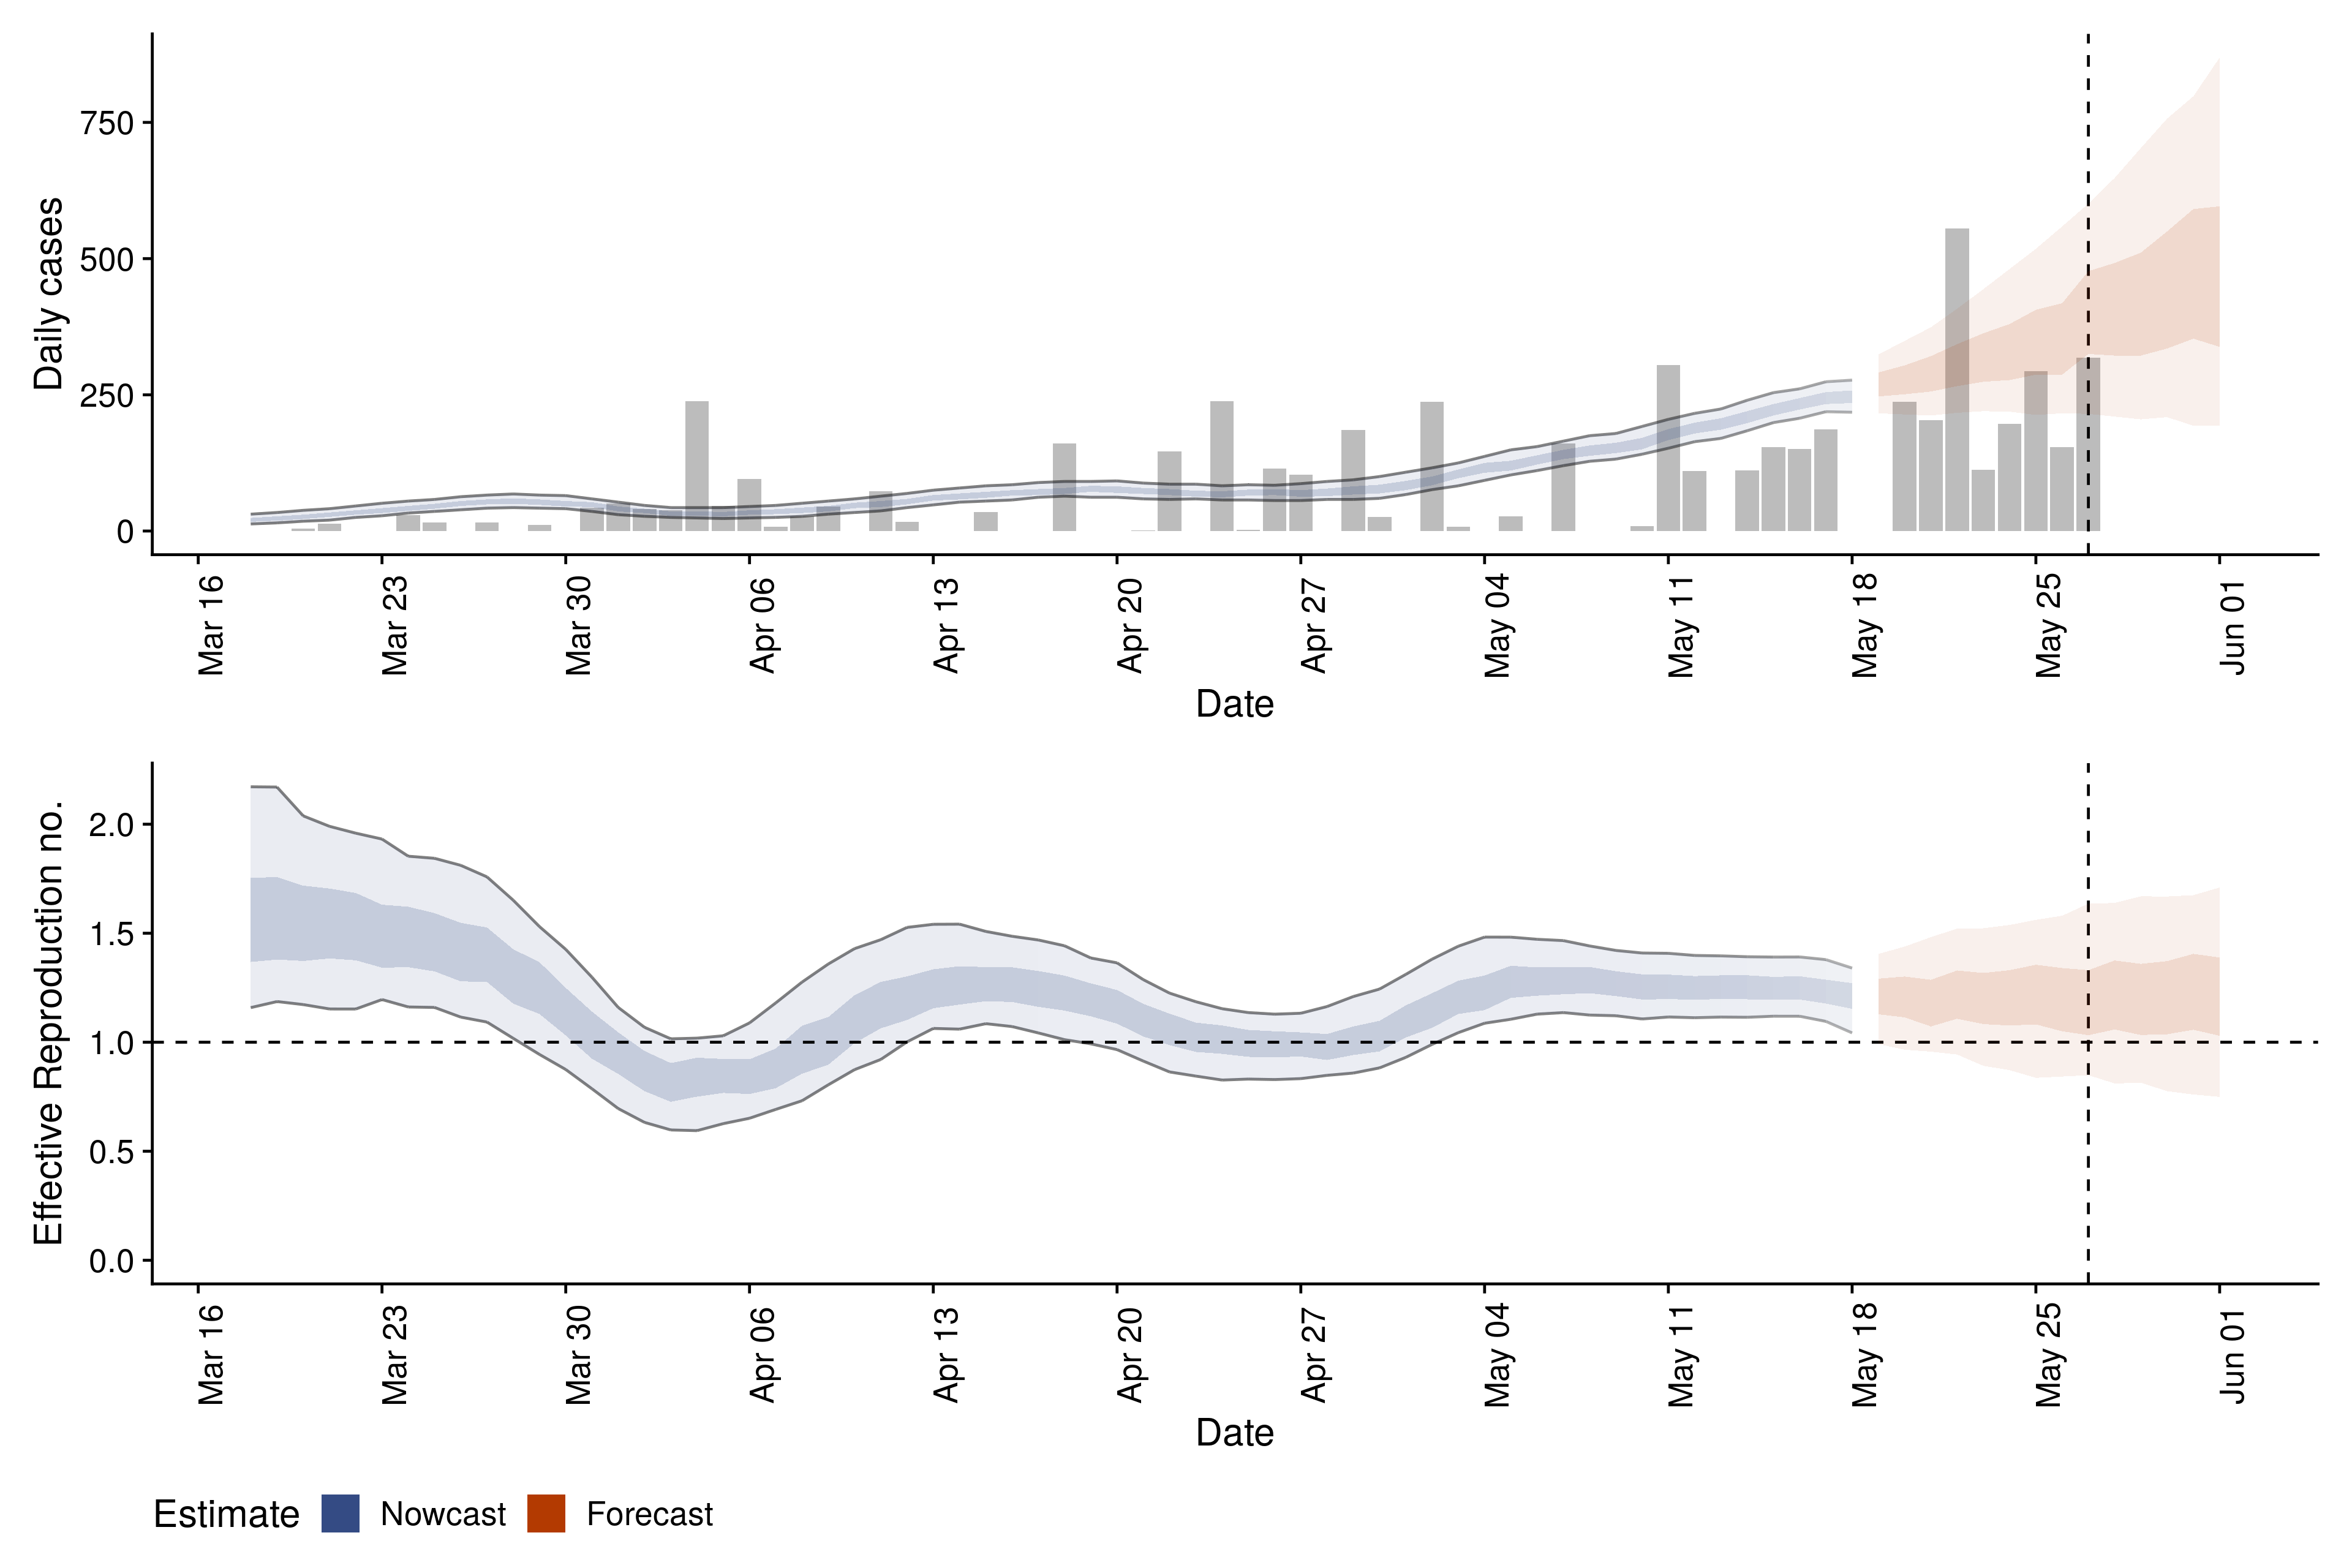 Daily cases
750
500
250
0
Mar 16
Mar 23
Mar 30
Apr 06
Apr 13
Apr 20
Apr 27
May 04
May 11
May 18
May 25
Jun 01
Date
Effective Reproduction no.
2.0
1.5
1.0
0.5
0.0
Mar 16
Mar 23
Mar 30
Apr 06
Apr 13
Apr 20
Apr 27
May 04
May 11
May 18
May 25
Jun 01
Date
Estimate Nowcast Forecast